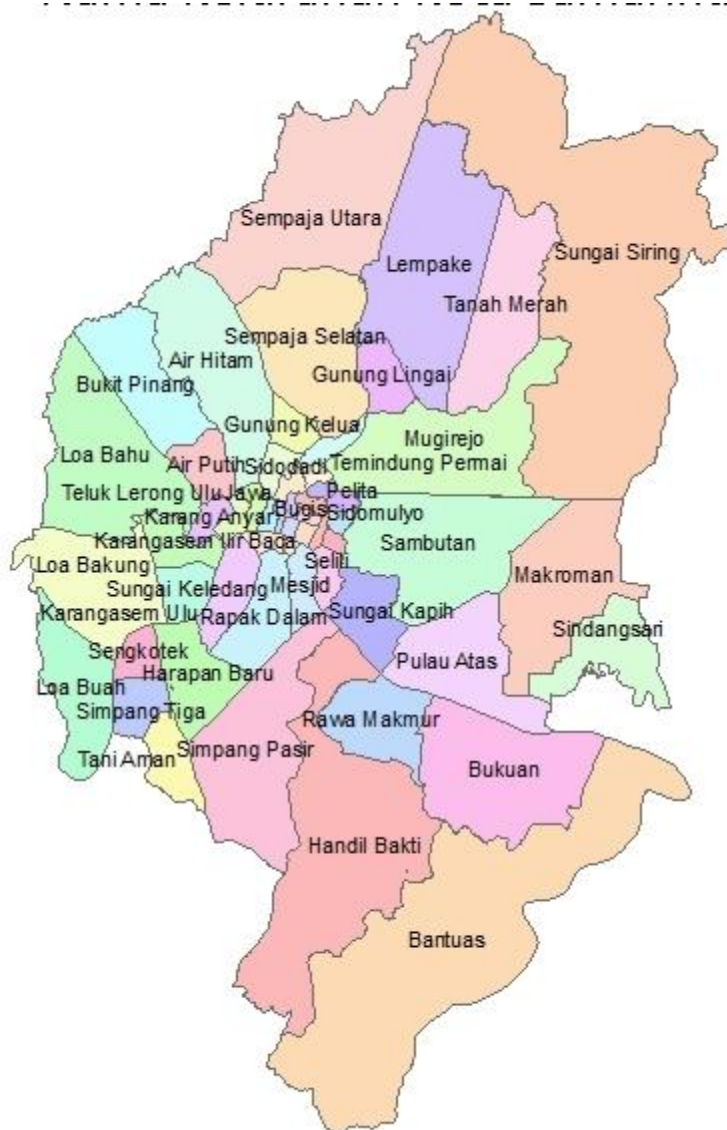 Sempaja Utara
Sungai Siring
Lempake
Tanah Merah
Sempaja Selatan
Air Hitam
Gunung Lingai
Bukit Pinang
Gunung Kelua
Mugirejo
Loa Bahu
Air Putih
Sidodadi
Temindung Permai
Teluk Lerong Ulu
Jawa
Pelita
Karang Anyar
Bugis
Sidomulyo
Karangasem Ilir
Baqa
Sambutan
Loa Bakung
Selili
Makroman
Sungai Keledang
Mesjid
Karangasem Ulu
Rapak Dalam
Sungai Kapih
Sindangsari
Sengkotek
Harapan Baru
Pulau Atas
Loa Buah
Simpang Tiga
Rawa Makmur
Tani Aman
Simpang Pasir
Bukuan
Handil Bakti
Bantuas